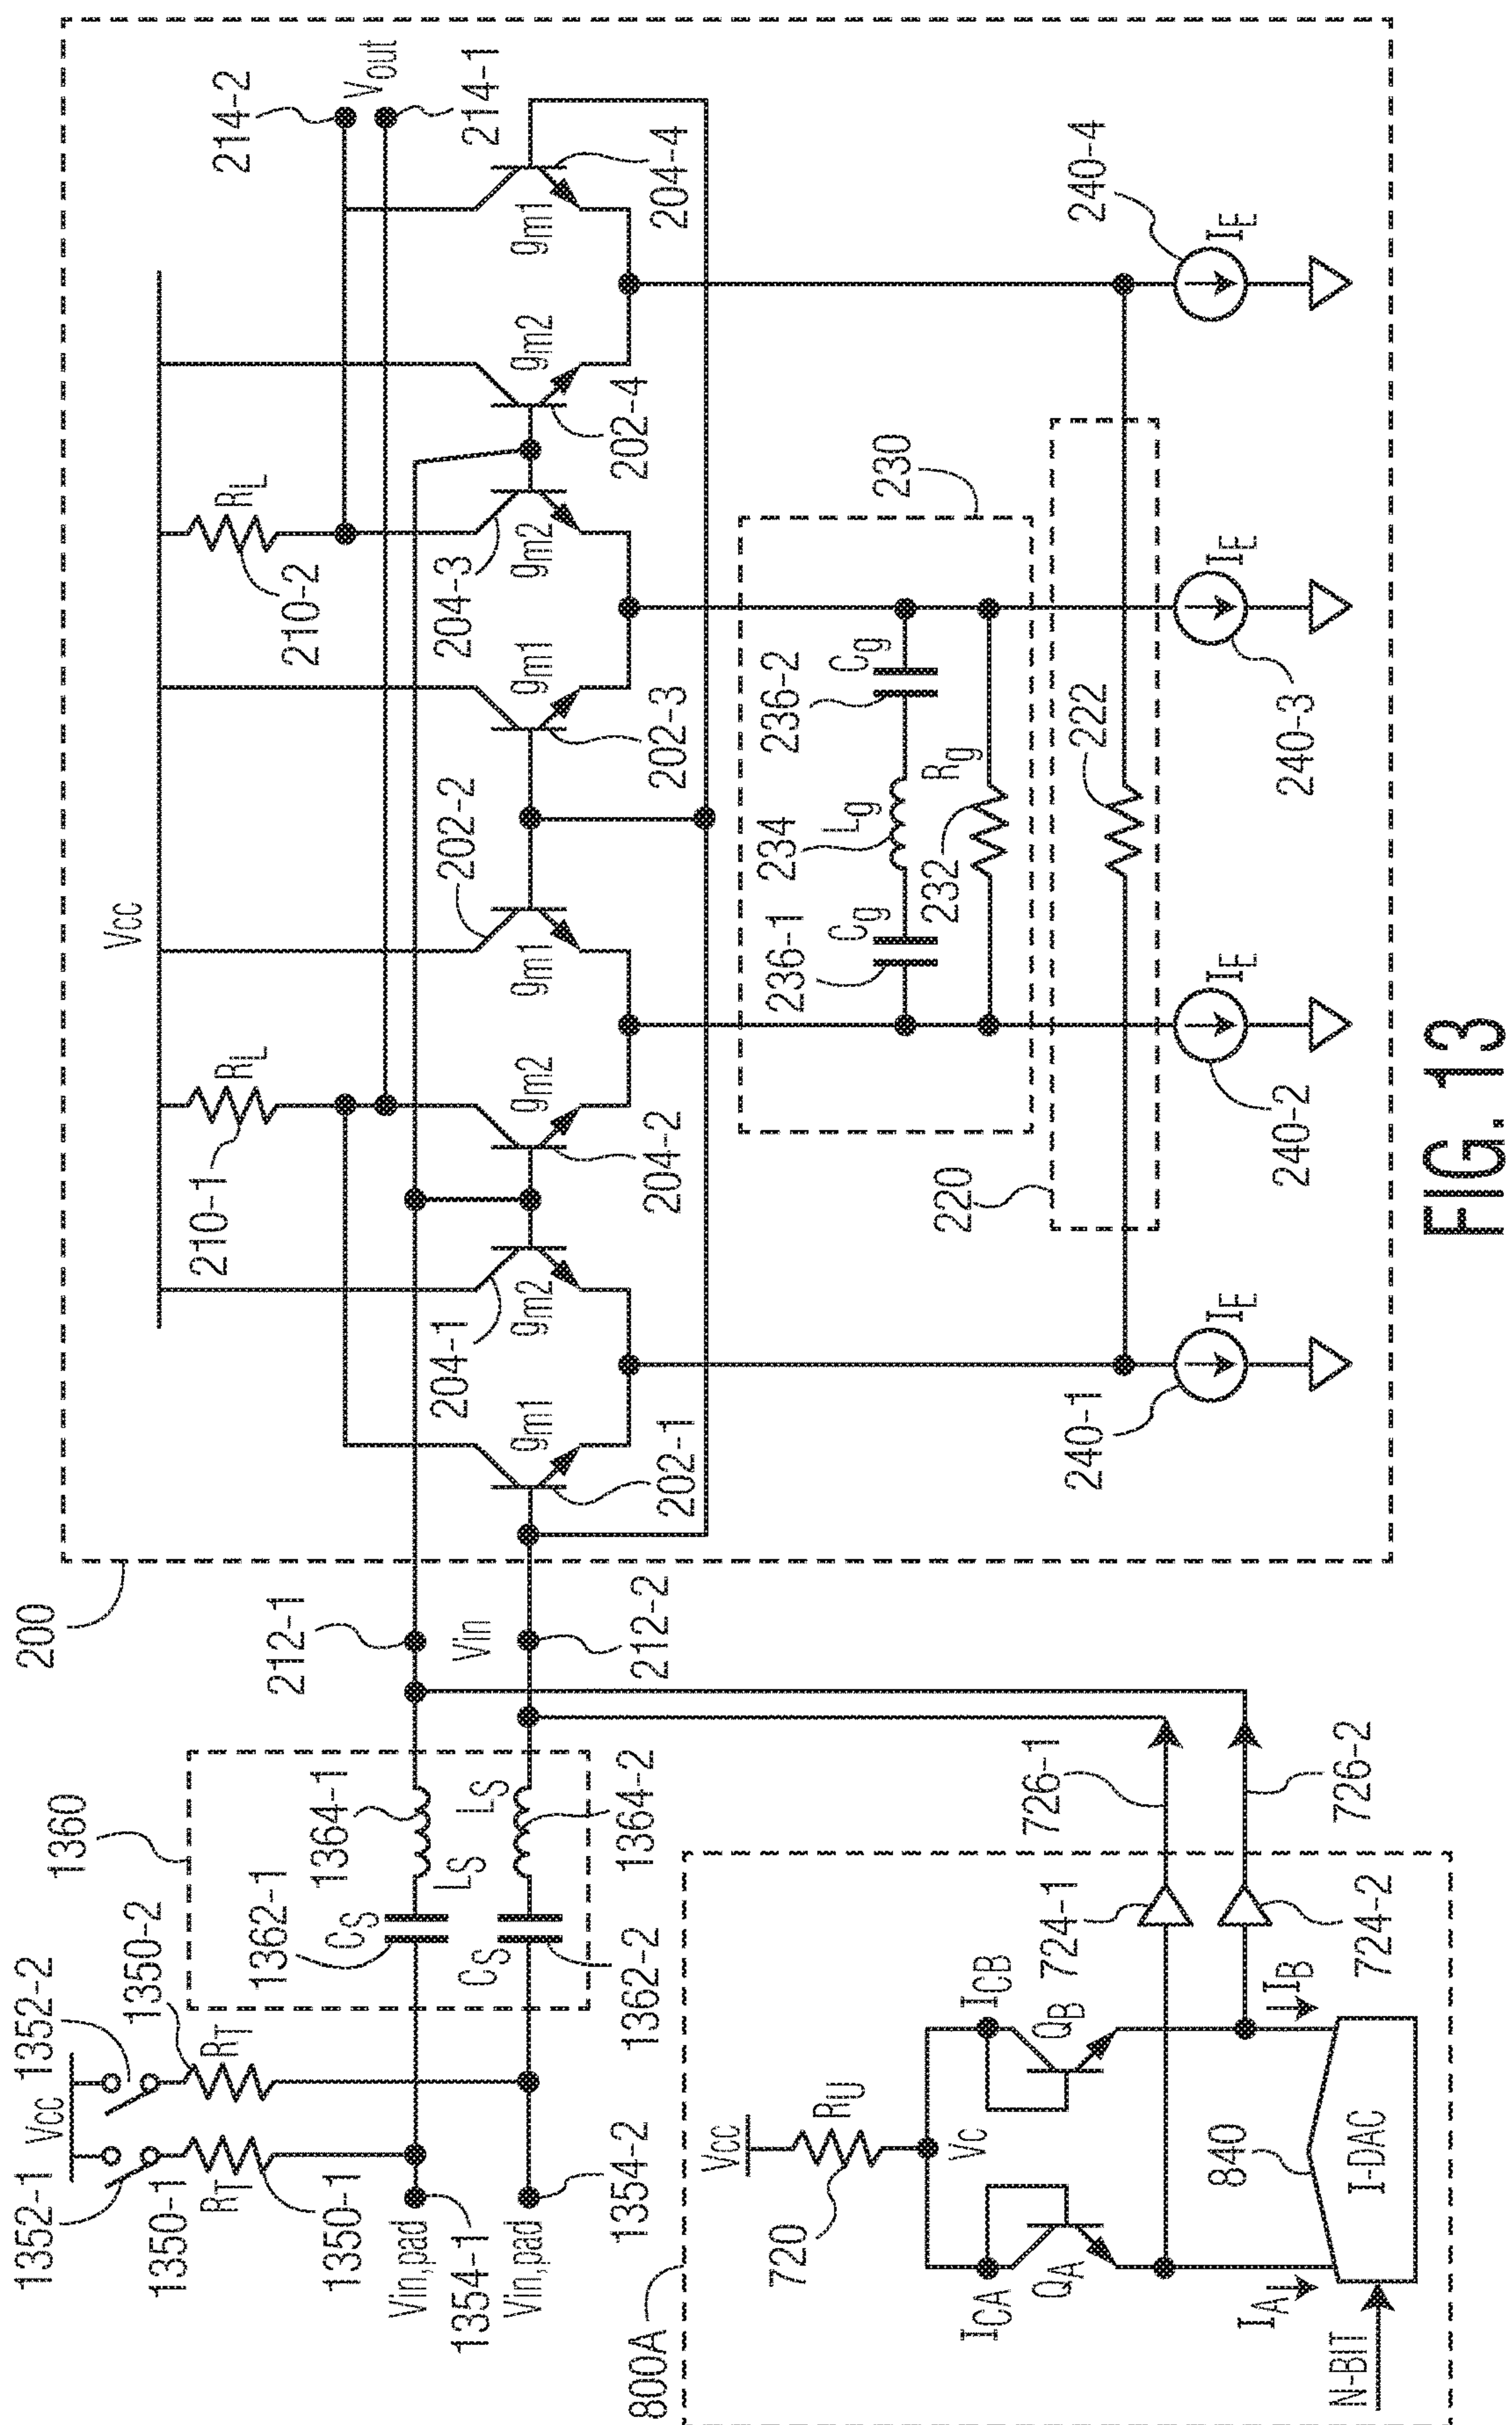 200
Vcc
210-1
RL
210-2
RL
214-2
Vout
214-1
204-1
gm1
gm2
gm2
202-2
gm1
gm1
204-3
gm2
gm2
gm1
202-1
204-2
202-3
202-4
204-4
230
236-1
Cg
234
Lg
236-2
Cg
232
Rg
220
222
240-1
IE
240-2
IE
240-3
IE
240-4
IE
1352-1
Vcc
1352-2
1350-1
RT
RT
1350-2
1350-1
1360
Vin,pad
1354-1
Vin,pad
1354-2
1362-1
CS
CS
1362-2
1364-1
LS
LS
1364-2
212-1
Vin
212-2
800A
720
Vcc
RU
Vc
ICA
QA
ICB
QB
724-1
726-1
726-2
724-2
IA
IB
840
I-DAC
N-BIT
FIG. 13